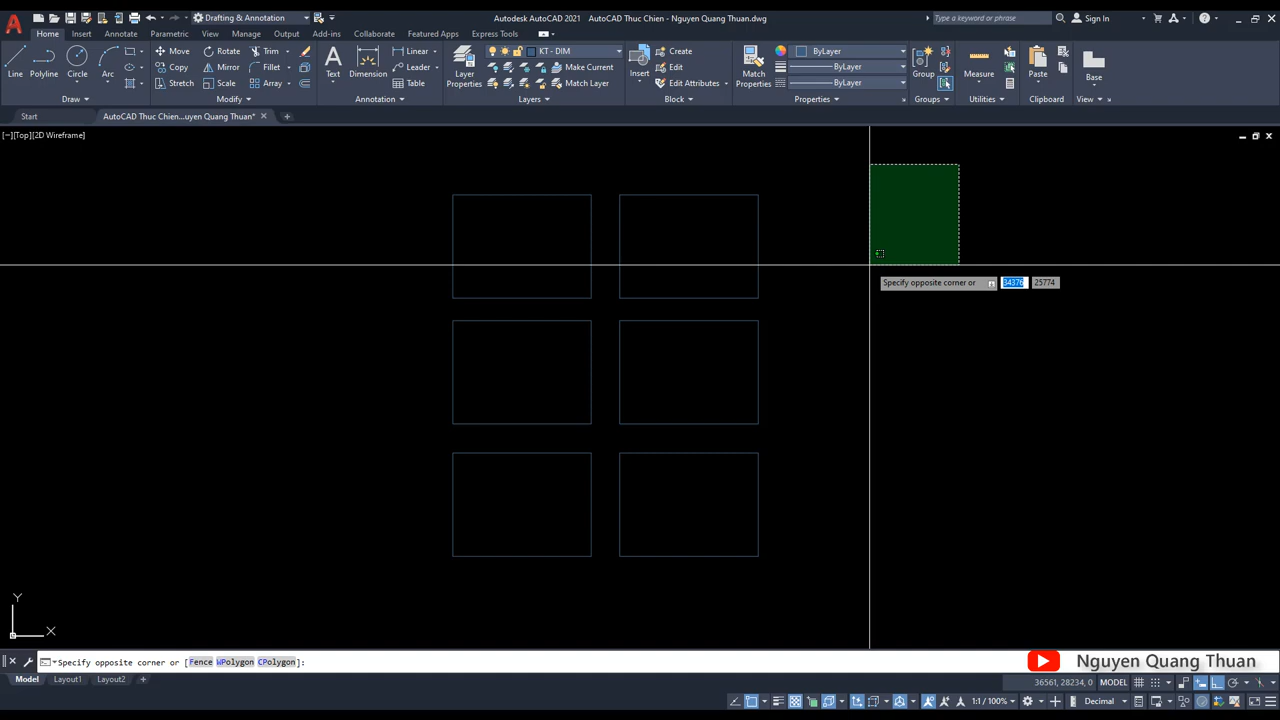 Drafting & Annotation
Autodesk AutoCAD 2021 AutoCAD Thuc Chien - Nguyen Quang Thuan.dwg
Type a keyword or phrase
Sign In
Home Insert Annotate Parametric View Manage Output Add-ins Collaborate Featured Apps Express Tools
Line Polyline Circle Arc
Move Rotate Trim
Copy Mirror Fillet
Stretch Scale Array
Text Dimension
Linear
Leader
Table
Layer Properties
KT - DIM
Make Current
Match Layer
Insert
Create
Edit
Edit Attributes
Match Properties
ByLayer
ByLayer
ByLayer
Group
Measure
Paste
Base
Draw Modify Annotation Layers Block Properties Groups Utilities Clipboard View
Start
AutoCAD Thuc Chien...uyen Quang Thuan*
[−][Top][2D Wireframe]
Specify opposite corner or 34376 25774
Y
X
Specify opposite corner or [Fence WPolygon CPolygon]:
Nguyen Quang Thuan
Model Layout1 Layout2
36561, 28234, 0 MODEL
1:1 / 100%
Decimal